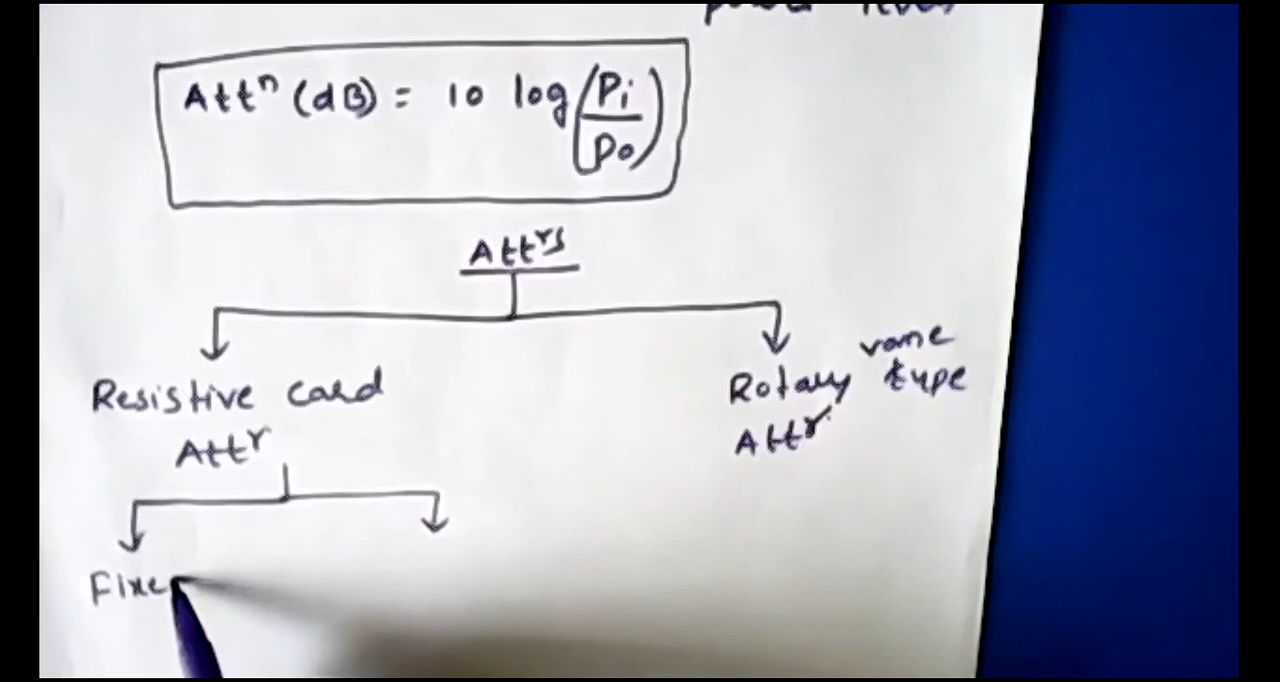 Attⁿ (dB) = 10 log (Pi/Po)
Attʳˢ
Resistive card
Attʳ
Rotary vane type
Attʳ
Fixe